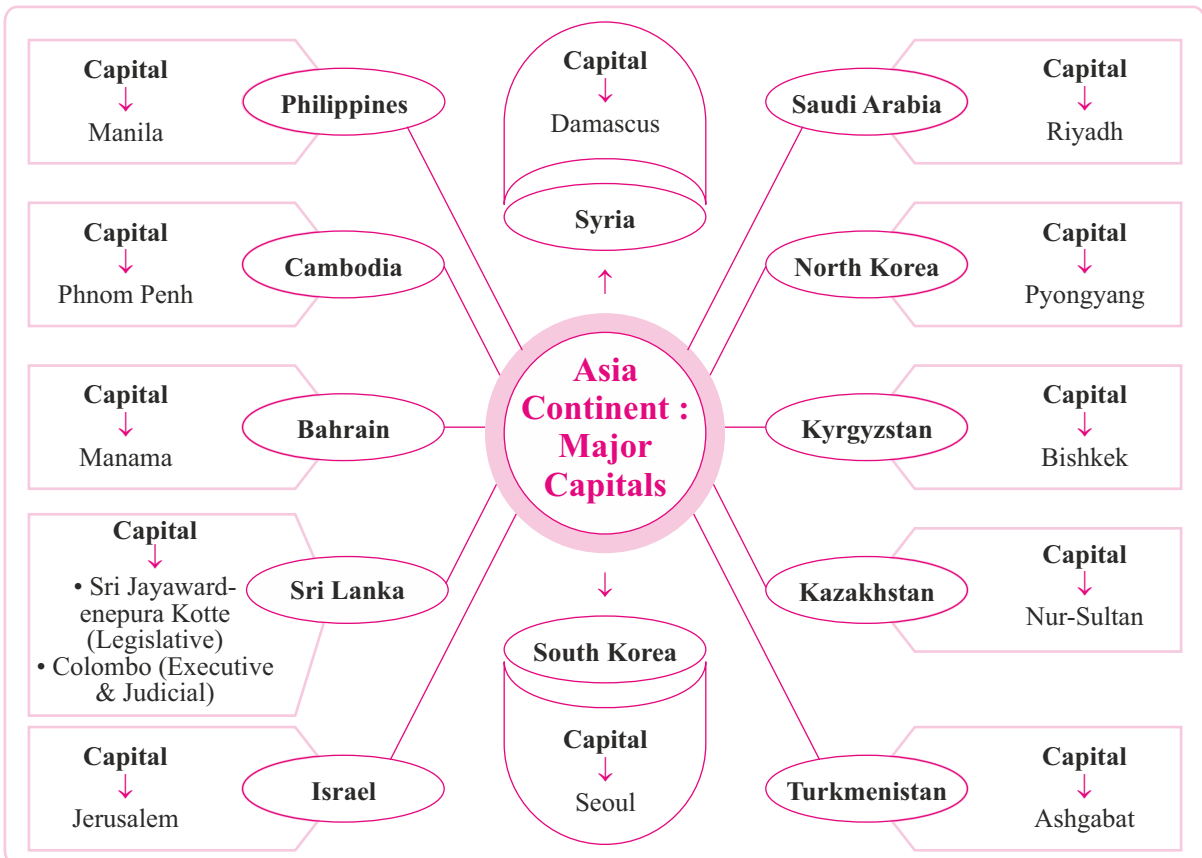 Asia
Continent :
Major
Capitals
Capital
↓
Manila
Philippines
Capital
↓
Phnom Penh
Cambodia
Capital
↓
Manama
Bahrain
Capital
↓
• Sri Jayaward-
enepura Kotte
(Legislative)
• Colombo (Executive
& Judicial)
Sri Lanka
Capital
↓
Jerusalem
Israel
Capital
↓
Damascus
Syria
↑
↓
South Korea
Capital
↓
Seoul
Saudi Arabia
Capital
↓
Riyadh
North Korea
Capital
↓
Pyongyang
Kyrgyzstan
Capital
↓
Bishkek
Kazakhstan
Capital
↓
Nur-Sultan
Turkmenistan
Capital
↓
Ashgabat